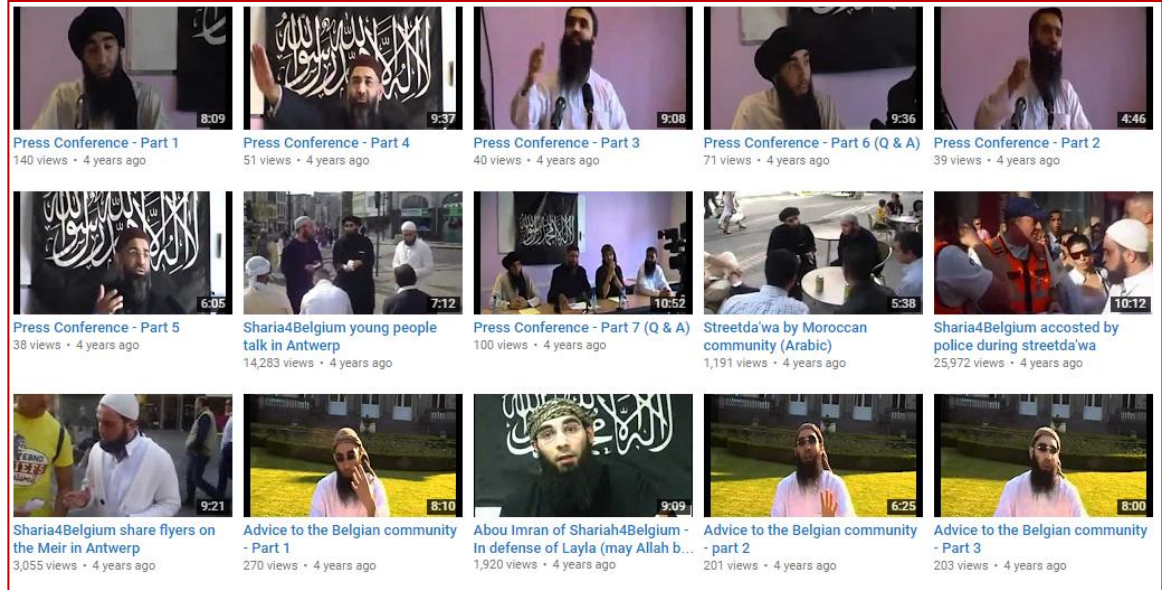 8:09
9:37
9:08
9:36
4:46
Press Conference - Part 1
140 views • 4 years ago
Press Conference - Part 4
51 views • 4 years ago
Press Conference - Part 3
40 views • 4 years ago
Press Conference - Part 6 (Q & A)
71 views • 4 years ago
Press Conference - Part 2
39 views • 4 years ago
6:05
7:12
10:52
5:38
10:12
Press Conference - Part 5
38 views • 4 years ago
Sharia4Belgium young people
talk in Antwerp
14,283 views • 4 years ago
Press Conference - Part 7 (Q & A)
100 views • 4 years ago
Streetda'wa by Moroccan
community (Arabic)
1,191 views • 4 years ago
Sharia4Belgium accosted by
police during streetda'wa
25,972 views • 4 years ago
9:21
8:10
9:09
6:25
8:00
Sharia4Belgium share flyers on
the Meir in Antwerp
3,055 views • 4 years ago
Advice to the Belgian community
- Part 1
270 views • 4 years ago
Abou Imran of Shariah4Belgium -
In defense of Layla (may Allah b...
1,920 views • 4 years ago
Advice to the Belgian community
- part 2
201 views • 4 years ago
Advice to the Belgian community
- Part 3
203 views • 4 years ago